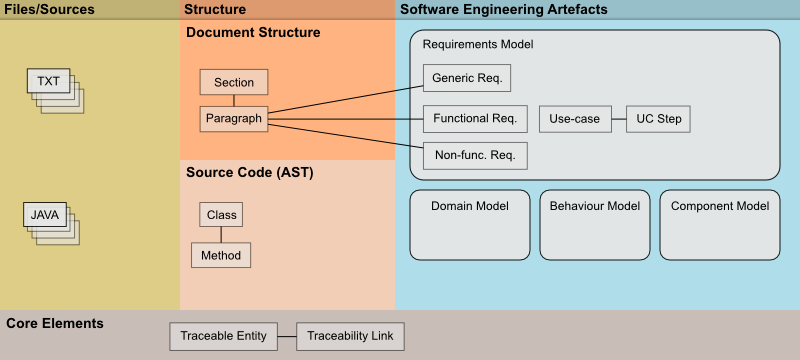 Files/Sources
Structure
Software Engineering Artefacts
Document Structure
Requirements Model
TXT
Section
Generic Req.
Paragraph
Functional Req.
Use-case
UC Step
Non-func. Req.
Source Code (AST)
JAVA
Class
Method
Domain Model
Behaviour Model
Component Model
Core Elements
Traceable Entity
Traceability Link